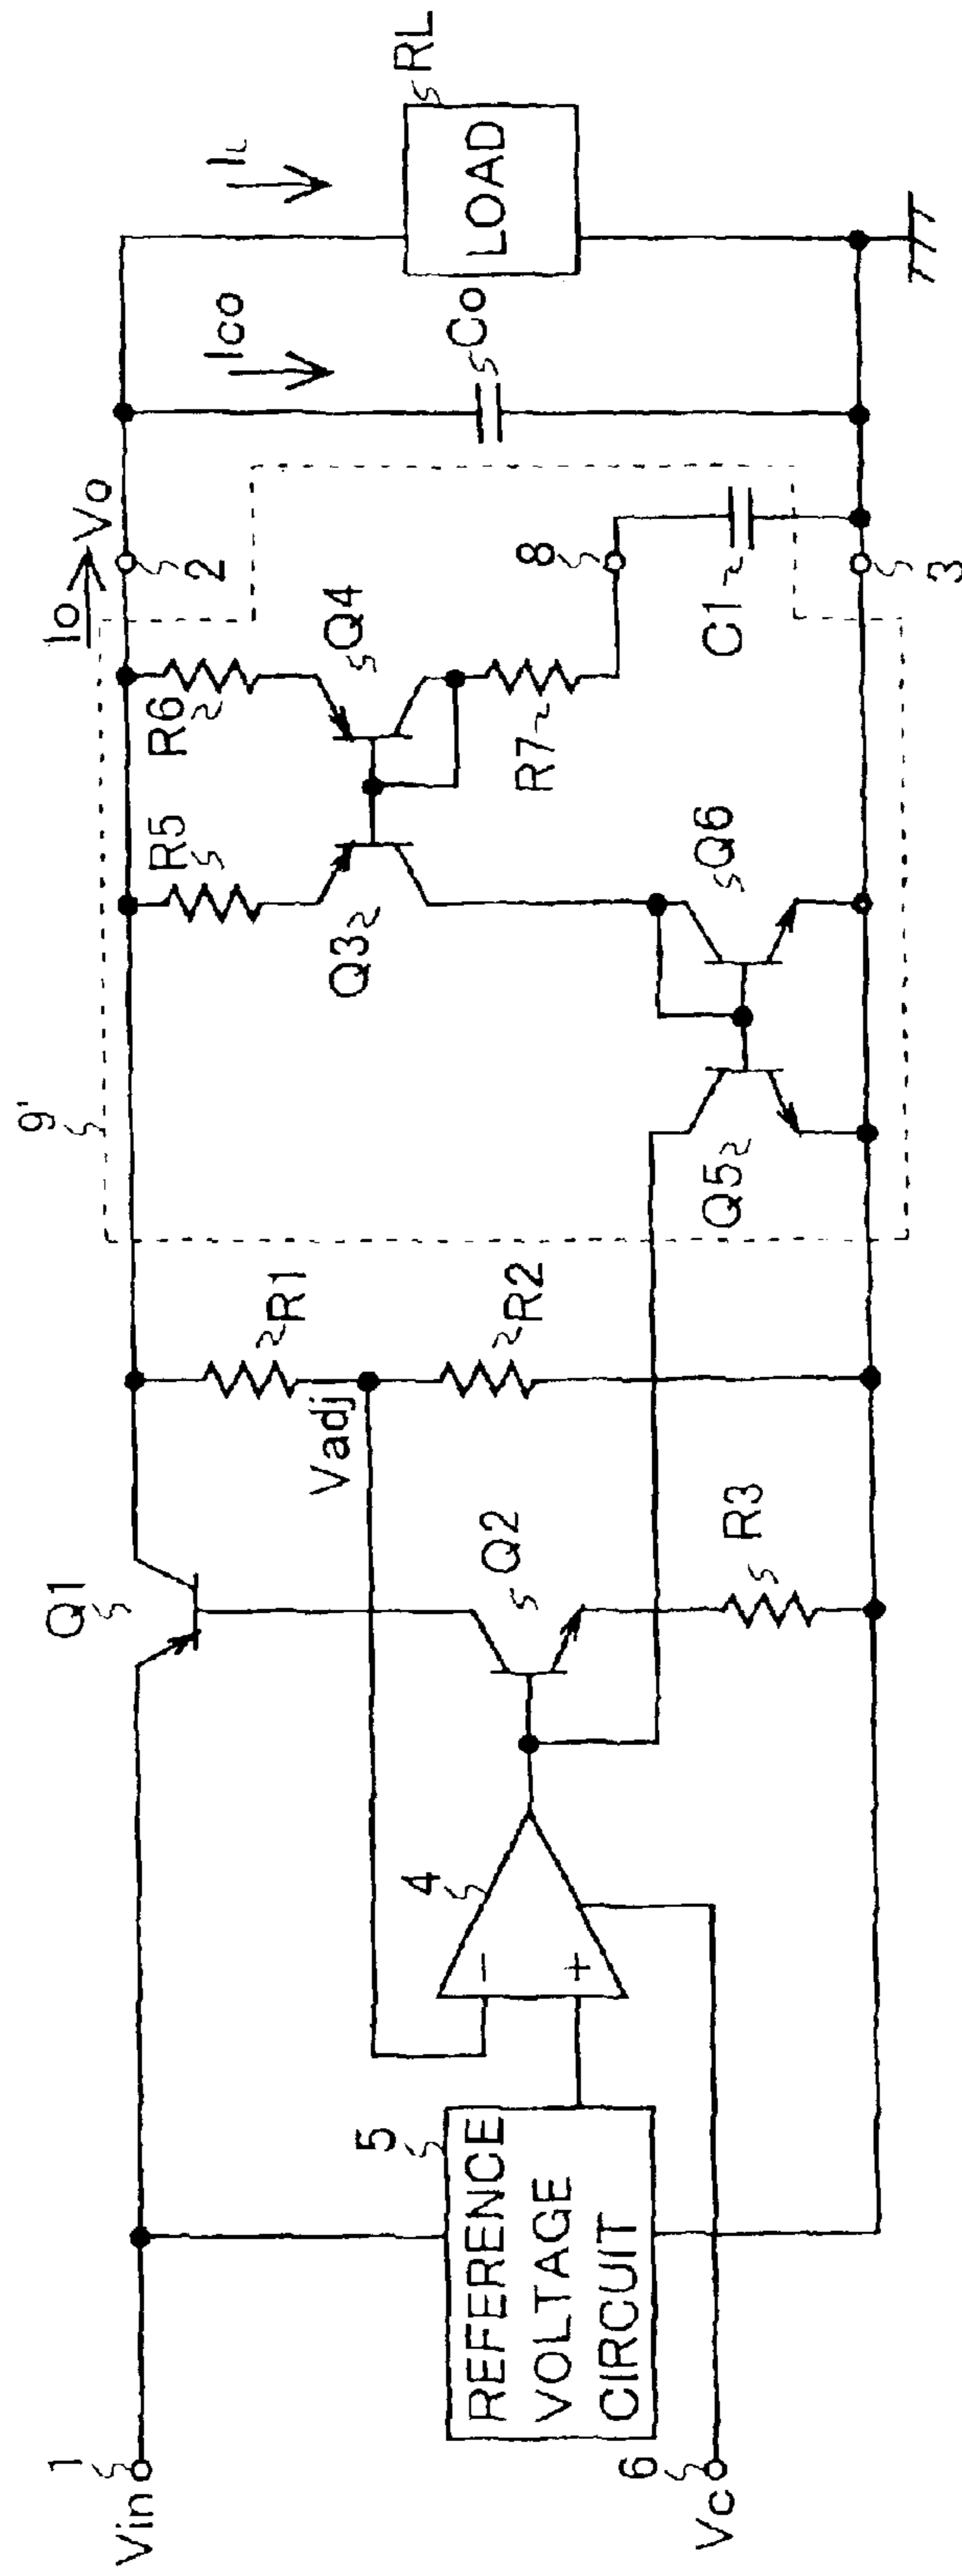 Vin
1
Q1
9'
Io
Vo
2
R5
R6
Q3
Q4
R7
8
C1
Ico
Co
IL
LOAD
RL
R1
Vadj
R2
Q2
R3
Q5
Q6
3
4
-
+
5
REFERENCE
VOLTAGE
CIRCUIT
6
Vc